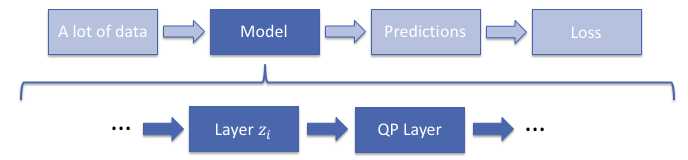 A lot of data Model Predictions Loss
... Layer z_i QP Layer ...